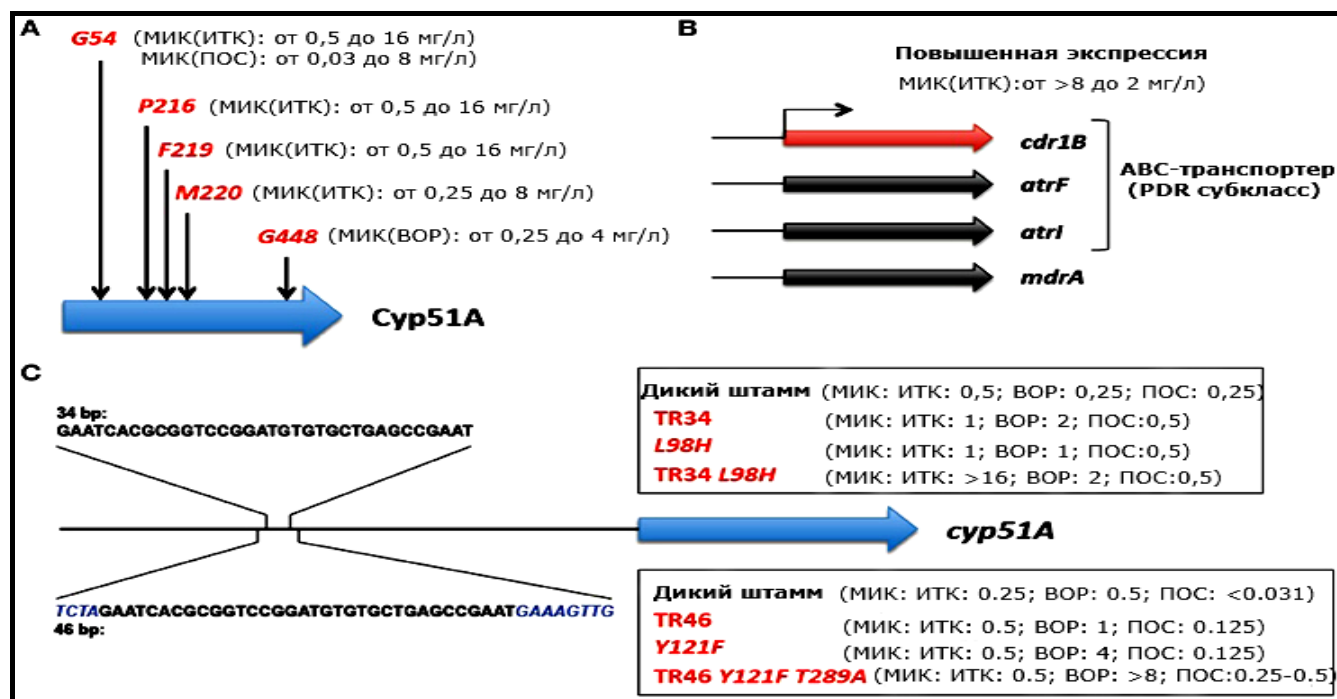 A
G54 (МИК(ИТК): от 0,5 до 16 мг/л)
МИК(ПОС): от 0,03 до 8 мг/л)
P216 (МИК(ИТК): от 0,5 до 16 мг/л)
F219 (МИК(ИТК): от 0,5 до 16 мг/л)
M220 (МИК(ИТК): от 0,25 до 8 мг/л)
G448 (МИК(ВОР): от 0,25 до 4 мг/л)
Cyp51A
B
Повышенная экспрессия
МИК(ИТК):от >8 до 2 мг/л)
cdr1B
atrF
atrI
mdrA
ABC-транспортер
(PDR субкласс)
C
34 bp:
GAATCACGCGGTCCGGATGTGTGCTGAGCCGAAT
Дикий штамм (МИК: ИТК: 0,5; ВОР: 0,25; ПОС: 0,25)
TR34 (МИК: ИТК: 1; ВОР: 2; ПОС:0,5)
L98H (МИК: ИТК: 1; ВОР: 1; ПОС:0,5)
TR34 L98H (МИК: ИТК: >16; ВОР: 2; ПОС:0,5)
cyp51A
TCTAGAATCACGCGGTCCGGATGTGTGCTGAGCCGAATGAAAGTTG
46 bp:
Дикий штамм (МИК: ИТК: 0.25; ВОР: 0.5; ПОС: <0.031)
TR46 (МИК: ИТК: 0.5; ВОР: 1; ПОС: 0.125)
Y121F (МИК: ИТК: 0.5; ВОР: 4; ПОС: 0.125)
TR46 Y121F T289A (МИК: ИТК: 0.5; ВОР: >8; ПОС:0.25-0.5)